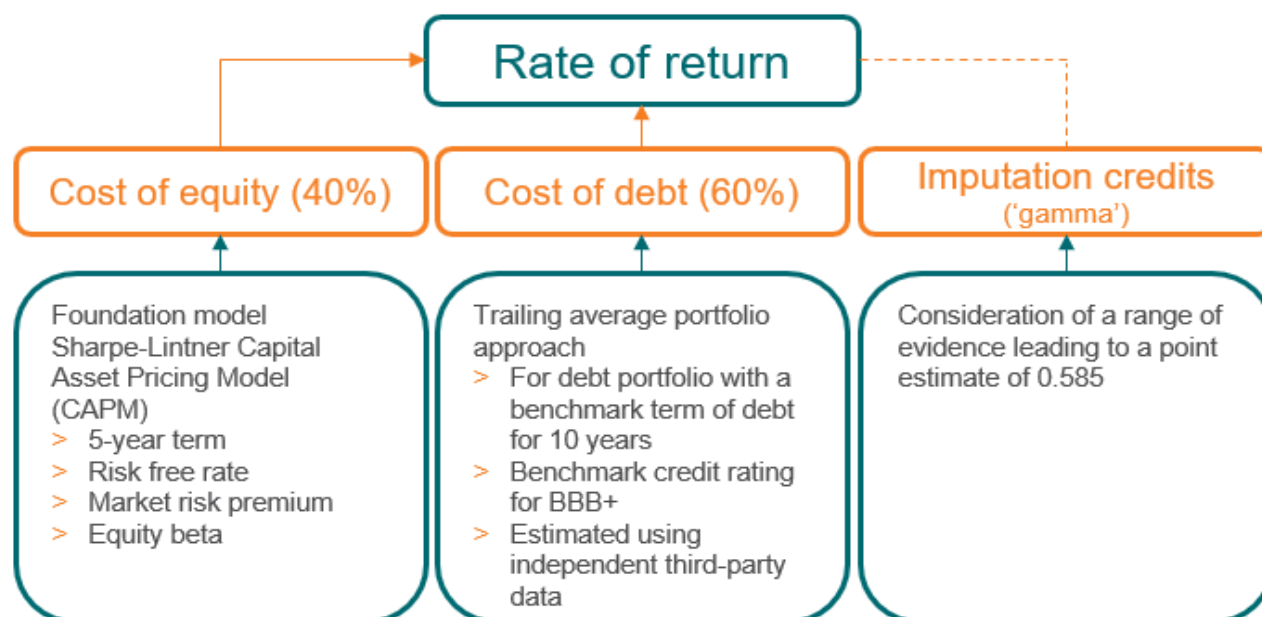 Rate of return
Cost of equity (40%)
Cost of debt (60%)
Imputation credits
(‘gamma’)
Foundation model
Sharpe-Lintner Capital
Asset Pricing Model
(CAPM)
> 5-year term
> Risk free rate
> Market risk premium
> Equity beta
Trailing average portfolio
approach
> For debt portfolio with a
benchmark term of debt
for 10 years
> Benchmark credit rating
for BBB+
> Estimated using
independent third-party
data
Consideration of a range of
evidence leading to a point
estimate of 0.585